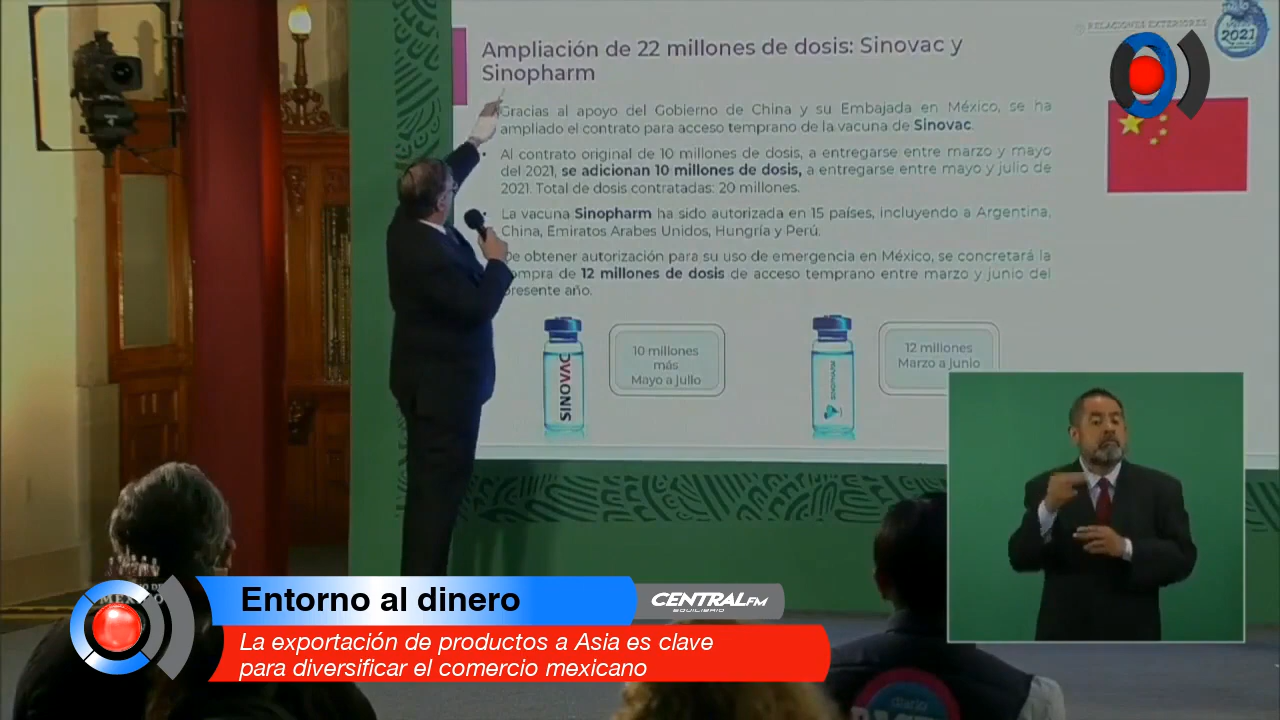 RELACIONES EXTERIORES
2021
Ampliación de 22 millones de dosis: Sinovac y
Sinopharm
Gracias al apoyo del Gobierno de China y su Embajada en México, se ha
ampliado el contrato para acceso temprano de la vacuna de Sinovac.
Al contrato original de 10 millones de dosis, a entregarse entre marzo y mayo
del 2021, se adicionan 10 millones de dosis, a entregarse entre mayo y julio de
2021. Total de dosis contratadas: 20 millones.
La vacuna Sinopharm ha sido autorizada en 15 países, incluyendo a Argentina,
China, Emiratos Arabes Unidos, Hungría y Perú.
De obtener autorización para su uso de emergencia en México, se concretará la
compra de 12 millones de dosis de acceso temprano entre marzo y junio del
presente año.
SINOVAC
10 millones
más
Mayo a julio
SINOPHARM
12 millones
Marzo a junio
MÉXICO
Entorno al dinero
CENTRAL FM
EQUILIBRIO
La exportación de productos a Asia es clave
para diversificar el comercio mexicano
diario
BASTA